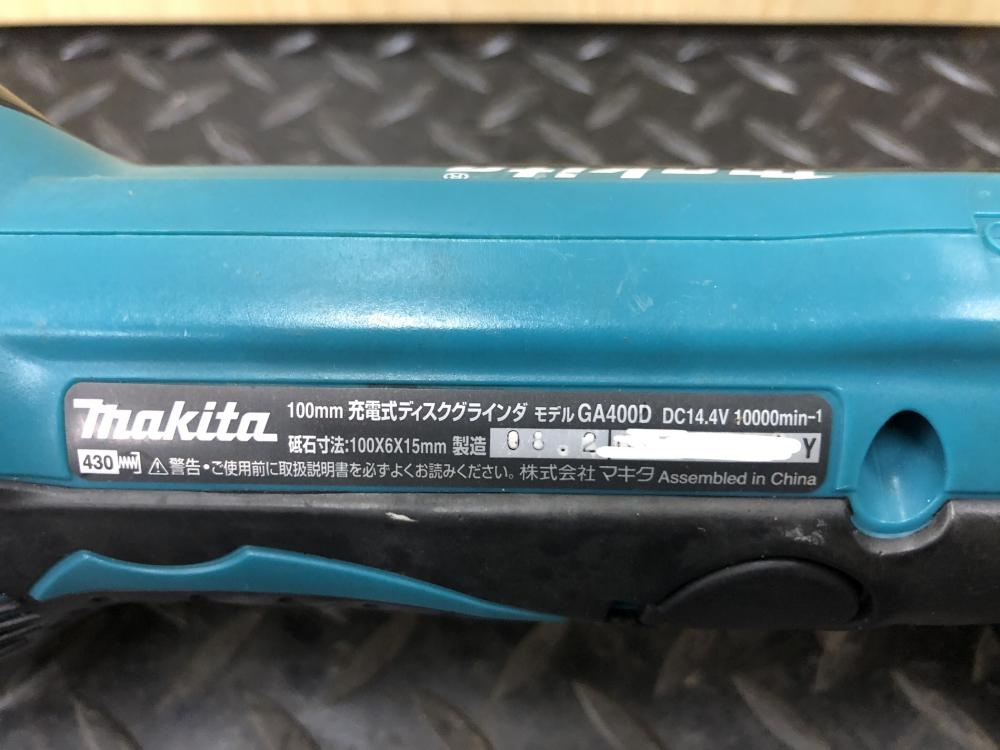 makita®
makita 100mm 充電式ディスクグラインダ モデル GA400D DC14.4V 10000min-1
砥石寸法:100X6X15mm 製造 08.2 Y
430 ⚠警告・ご使用前に取扱説明書を必ずよくお読みください。株式会社 マキタ Assembled in China